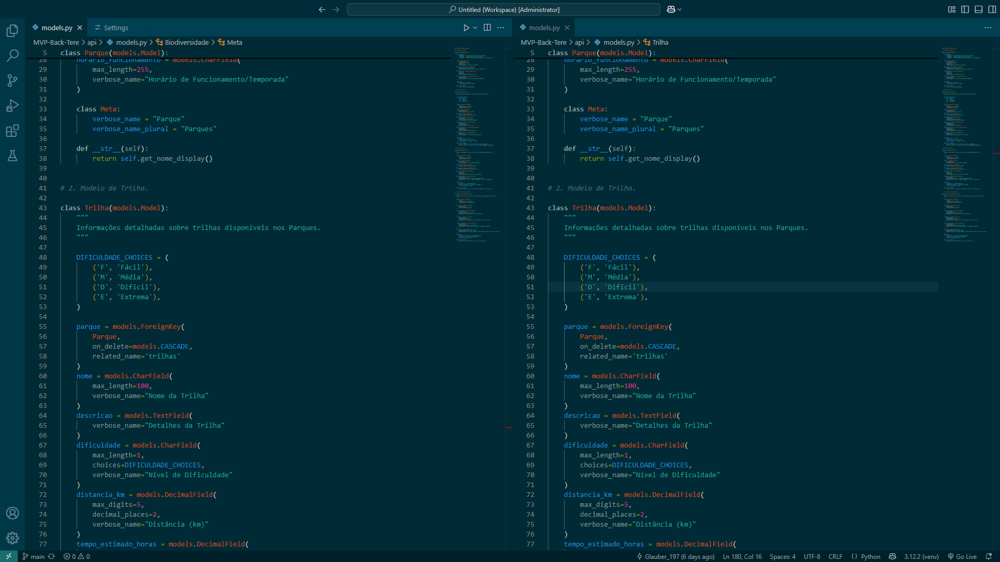 Untitled (Workspace) [Administrator]
models.py
Settings
MVP-Back-Tere > api > models.py > Biodiversidade > Meta
5 class Parque(models.Model):
28 horario_funcionamento = models.CharField(
29 max_length=255,
30 verbose_name="Horário de Funcionamento/Temporada"
31 )
32
33 class Meta:
34 verbose_name = "Parque"
35 verbose_name_plural = "Parques"
36
37 def __str__(self):
38 return self.get_nome_display()
39
40
41 # 2. Modelo de Trilha.
42
43 class Trilha(models.Model):
44 """
45 Informações detalhadas sobre trilhas disponíveis nos Parques.
46 """
47
48 DIFICULDADE_CHOICES = (
49 ('F', 'Fácil'),
50 ('M', 'Média'),
51 ('D', 'Difícil'),
52 ('E', 'Extrema'),
53 )
54
55 parque = models.ForeignKey(
56 Parque,
57 on_delete=models.CASCADE,
58 related_name='trilhas'
59 )
60 nome = models.CharField(
61 max_length=100,
62 verbose_name="Nome da Trilha"
63 )
64 descricao = models.TextField(
65 verbose_name="Detalhes da Trilha"
66 )
67 dificuldade = models.CharField(
68 max_length=1,
69 choices=DIFICULDADE_CHOICES,
70 verbose_name="Nível de Dificuldade"
71 )
72 distancia_km = models.DecimalField(
73 max_digits=5,
74 decimal_places=2,
75 verbose_name="Distância (km)"
76 )
77 tempo_estimado_horas = models.DecimalField(
models.py
MVP-Back-Tere > api > models.py > Trilha
5 class Parque(models.Model):
28 horario_funcionamento = models.CharField(
29 max_length=255,
30 verbose_name="Horário de Funcionamento/Temporada"
31 )
32
33 class Meta:
34 verbose_name = "Parque"
35 verbose_name_plural = "Parques"
36
37 def __str__(self):
38 return self.get_nome_display()
39
40
41 # 2. Modelo de Trilha.
42
43 class Trilha(models.Model):
44 """
45 Informações detalhadas sobre trilhas disponíveis nos Parques.
46 """
47
48 DIFICULDADE_CHOICES = (
49 ('F', 'Fácil'),
50 ('M', 'Média'),
51 ('D', 'Difícil'),
52 ('E', 'Extrema'),
53 )
54
55 parque = models.ForeignKey(
56 Parque,
57 on_delete=models.CASCADE,
58 related_name='trilhas'
59 )
60 nome = models.CharField(
61 max_length=100,
62 verbose_name="Nome da Trilha"
63 )
64 descricao = models.TextField(
65 verbose_name="Detalhes da Trilha"
66 )
67 dificuldade = models.CharField(
68 max_length=1,
69 choices=DIFICULDADE_CHOICES,
70 verbose_name="Nível de Dificuldade"
71 )
72 distancia_km = models.DecimalField(
73 max_digits=5,
74 decimal_places=2,
75 verbose_name="Distância (km)"
76 )
77 tempo_estimado_horas = models.DecimalField(
main 0 0 Glauber_197 (6 days ago) Ln 180, Col 16 Spaces: 4 UTF-8 CRLF {} Python 3.12.2 (venv) Go Live